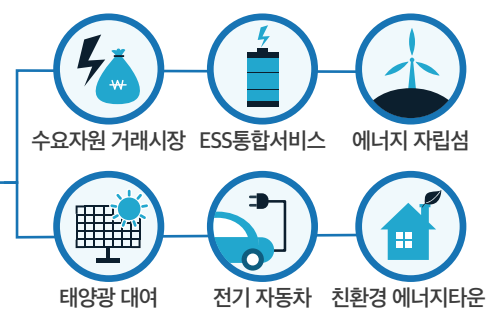 ₩
수요자원 거래시장
ESS통합서비스
에너지 자립섬
태양광 대여
전기 자동차
친환경 에너지타운